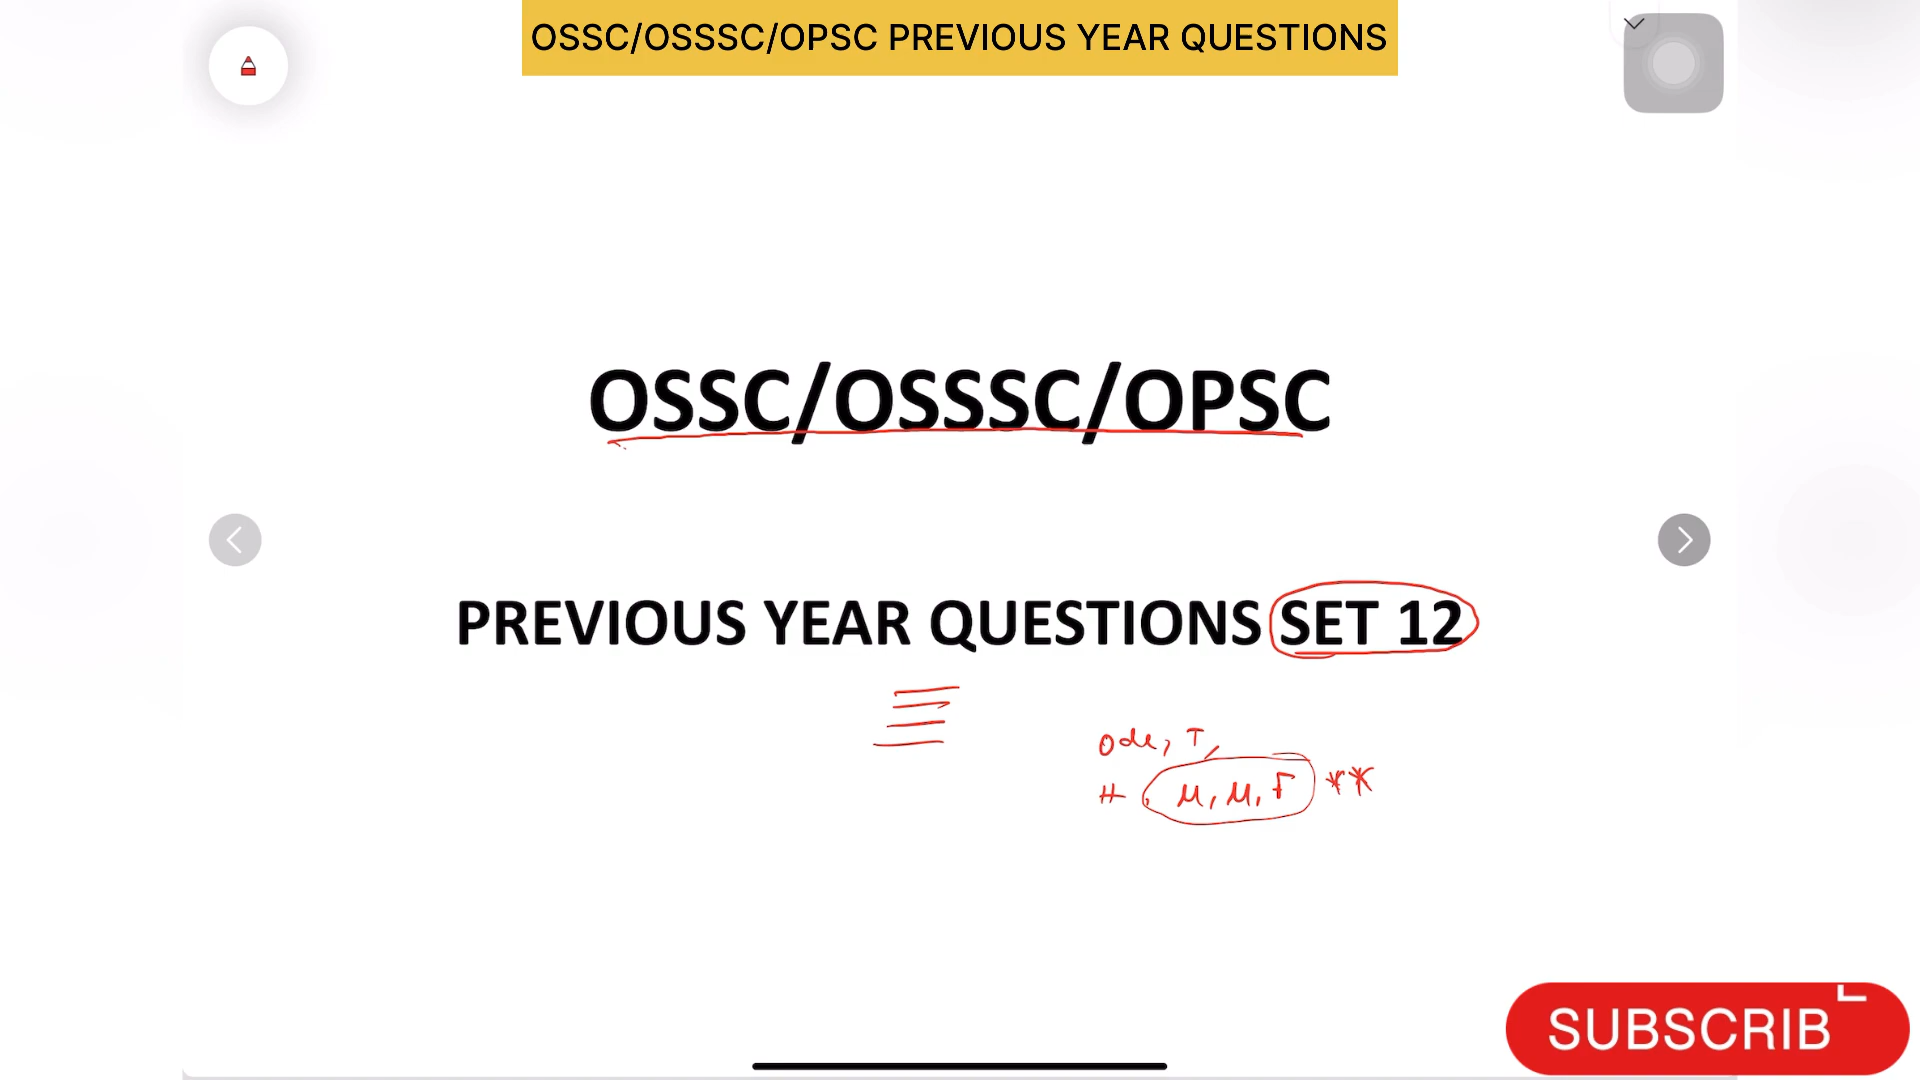 OSSC/OSSSC/OPSC PREVIOUS YEAR QUESTIONS
OSSC/OSSSC/OPSC
PREVIOUS YEAR QUESTIONS SET 12
T,
H M, M, F **
SUBSCRIB